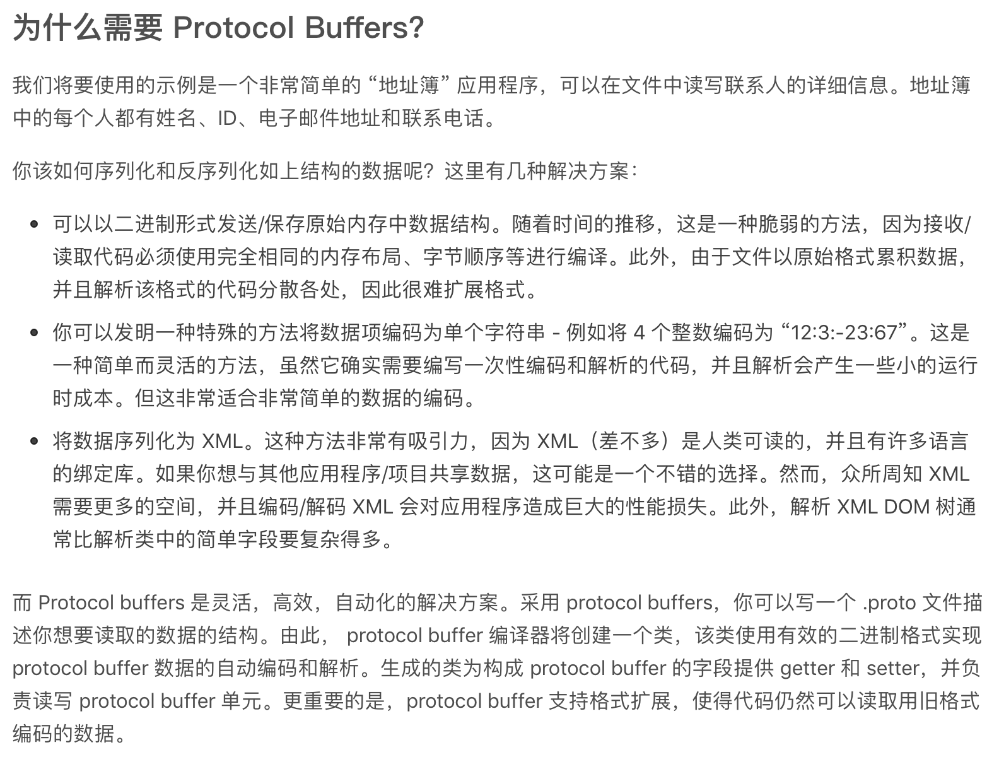 为什么需要 Protocol Buffers?
我们将要使用的示例是一个非常简单的 “地址簿” 应用程序，可以在文件中读写联系人的详细信息。地址簿
中的每个人都有姓名、ID、电子邮件地址和联系电话。
你该如何序列化和反序列化如上结构的数据呢？这里有几种解决方案：
• 可以以二进制形式发送/保存原始内存中数据结构。随着时间的推移，这是一种脆弱的方法，因为接收/
读取代码必须使用完全相同的内存布局、字节顺序等进行编译。此外，由于文件以原始格式累积数据，
并且解析该格式的代码分散各处，因此很难扩展格式。
• 你可以发明一种特殊的方法将数据项编码为单个字符串 - 例如将 4 个整数编码为 “12:3:-23:67”。这是
一种简单而灵活的方法，虽然它确实需要编写一次性编码和解析的代码，并且解析会产生一些小的运行
时成本。但这非常适合非常简单的数据的编码。
• 将数据序列化为 XML。这种方法非常有吸引力，因为 XML（差不多）是人类可读的，并且有许多语言
的绑定库。如果你想与其他应用程序/项目共享数据，这可能是一个不错的选择。然而，众所周知 XML
需要更多的空间，并且编码/解码 XML 会对应用程序造成巨大的性能损失。此外，解析 XML DOM 树通
常比解析类中的简单字段要复杂得多。
而 Protocol buffers 是灵活，高效，自动化的解决方案。采用 protocol buffers，你可以写一个 .proto 文件描
述你想要读取的数据的结构。由此， protocol buffer 编译器将创建一个类，该类使用有效的二进制格式实现
protocol buffer 数据的自动编码和解析。生成的类为构成 protocol buffer 的字段提供 getter 和 setter，并负
责读写 protocol buffer 单元。更重要的是，protocol buffer 支持格式扩展，使得代码仍然可以读取用旧格式
编码的数据。